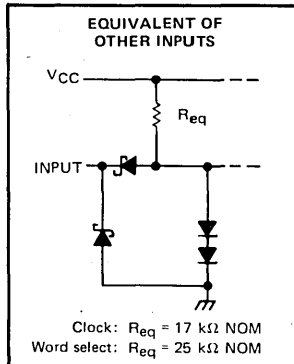 EQUIVALENT OF
OTHER INPUTS
VCC
Req
INPUT
Clock: Req = 17 kΩ NOM
Word select: Req = 25 kΩ NOM